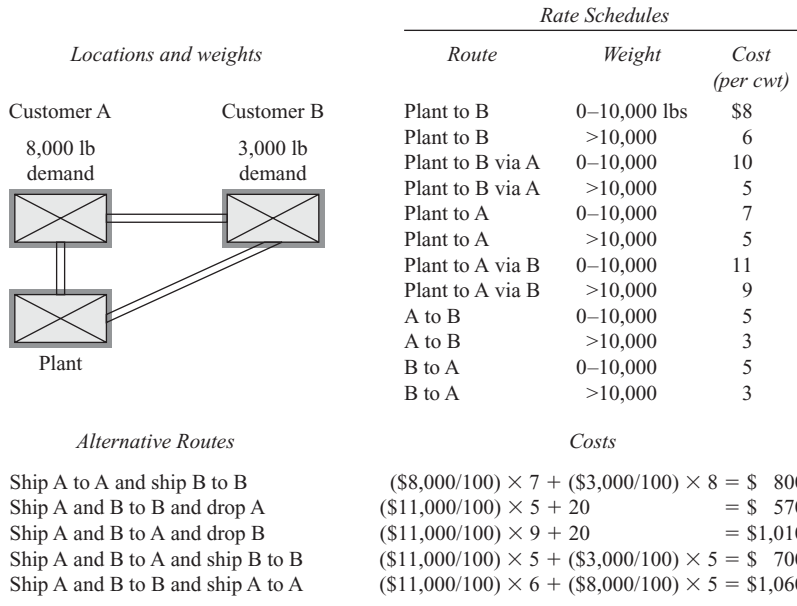 Rate Schedules
Locations and weights
Route Weight Cost
(per cwt)
Customer A Customer B
8,000 lb 3,000 lb
demand demand
Plant
Plant to B 0–10,000 lbs $8
Plant to B >10,000 6
Plant to B via A 0–10,000 10
Plant to B via A >10,000 5
Plant to A 0–10,000 7
Plant to A >10,000 5
Plant to A via B 0–10,000 11
Plant to A via B >10,000 9
A to B 0–10,000 5
A to B >10,000 3
B to A 0–10,000 5
B to A >10,000 3
Alternative Routes Costs
Ship A to A and ship B to B ($8,000/100) × 7 + ($3,000/100) × 8 = $ 800
Ship A and B to B and drop A ($11,000/100) × 5 + 20 = $ 570
Ship A and B to A and drop B ($11,000/100) × 9 + 20 = $1,010
Ship A and B to A and ship B to B ($11,000/100) × 5 + ($3,000/100) × 5 = $ 700
Ship A and B to B and ship A to A ($11,000/100) × 6 + ($8,000/100) × 5 = $1,060